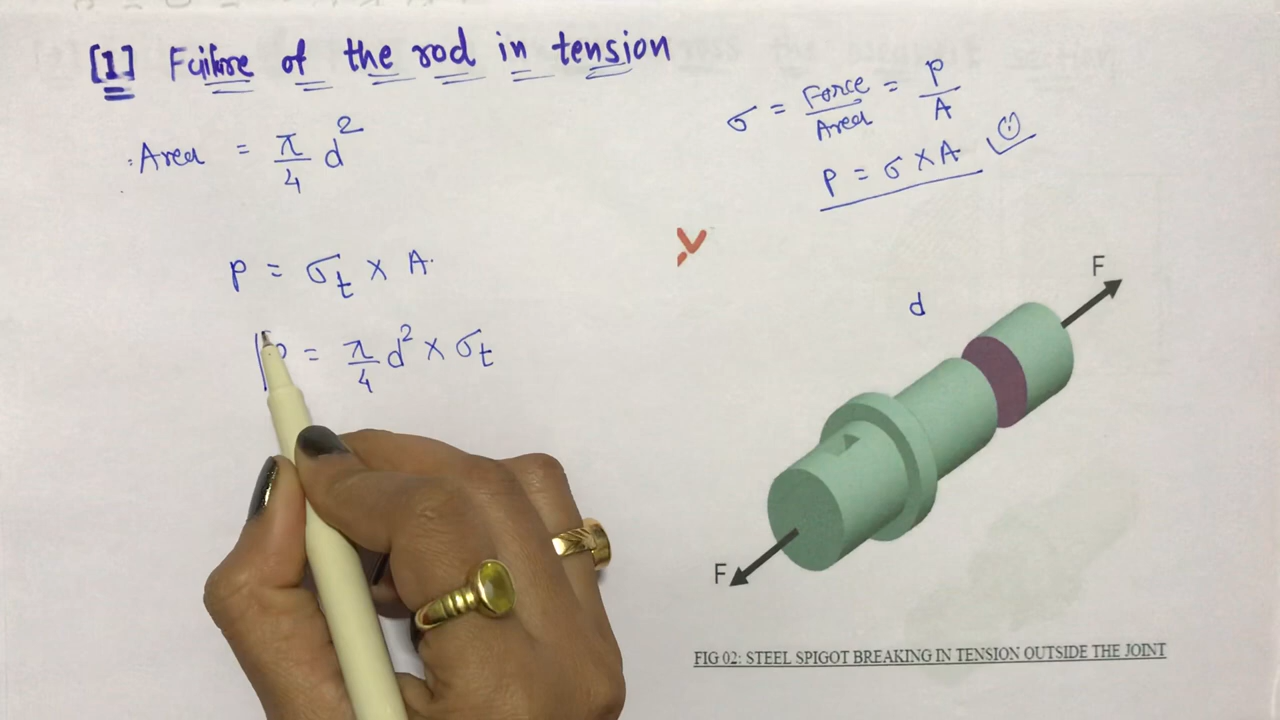 [1] Failure of the rod in tension
Area = π/4 d²
P = σt × A.
P = π/4 d² × σt
σ = Force/Area = P/A
P = σ × A
d
F
F
FIG 02: STEEL SPIGOT BREAKING IN TENSION OUTSIDE THE JOINT